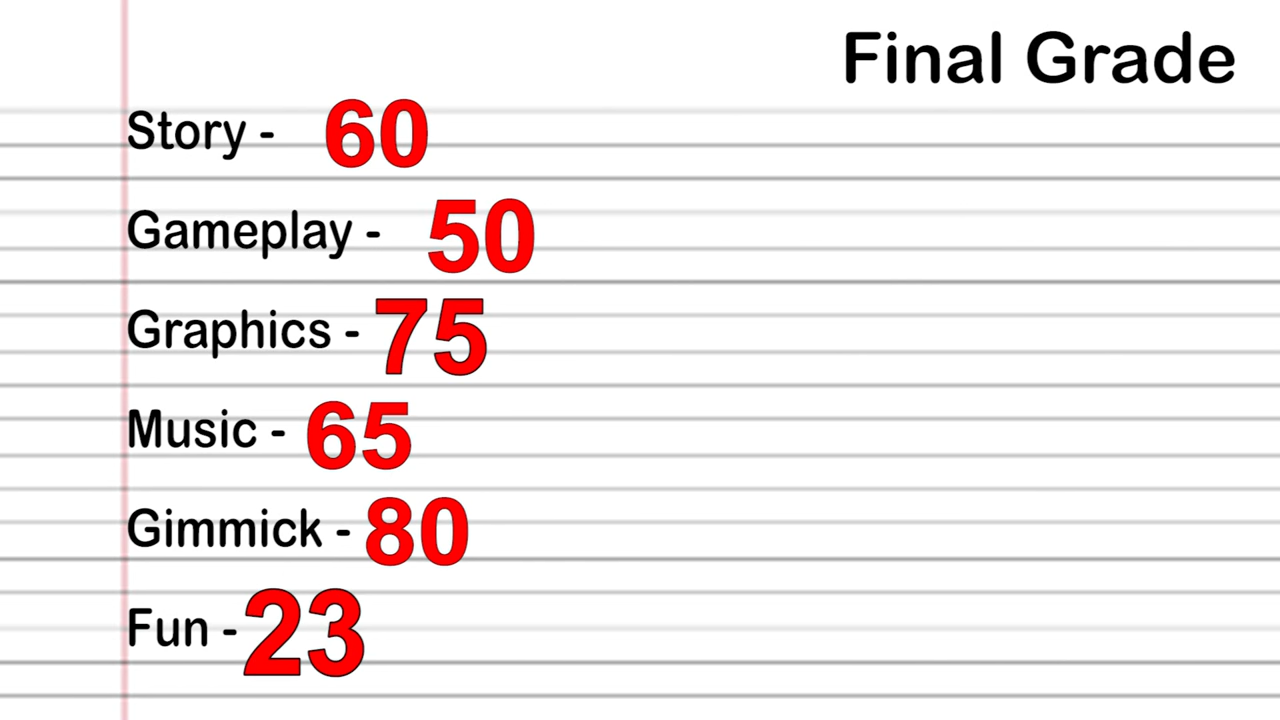 Final Grade
Story - 60
Gameplay - 50
Graphics - 75
Music - 65
Gimmick - 80
Fun - 23